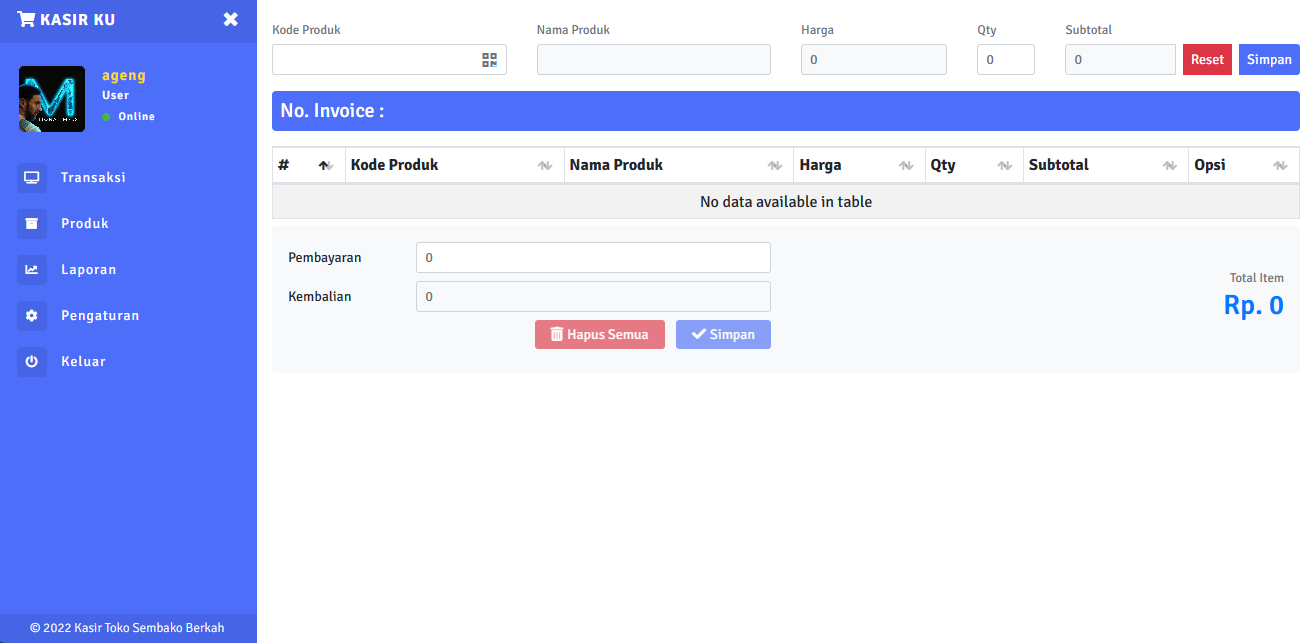 KASIR KU
ageng
User
Online
Transaksi
Produk
Laporan
Pengaturan
Keluar
© 2022 Kasir Toko Sembako Berkah
Kode Produk Nama Produk Harga Qty Subtotal
0 0 0 Reset Simpan
No. Invoice :
# Kode Produk Nama Produk Harga Qty Subtotal Opsi
No data available in table
Pembayaran 0
Kembalian 0
Hapus Semua Simpan
Total Item
Rp. 0